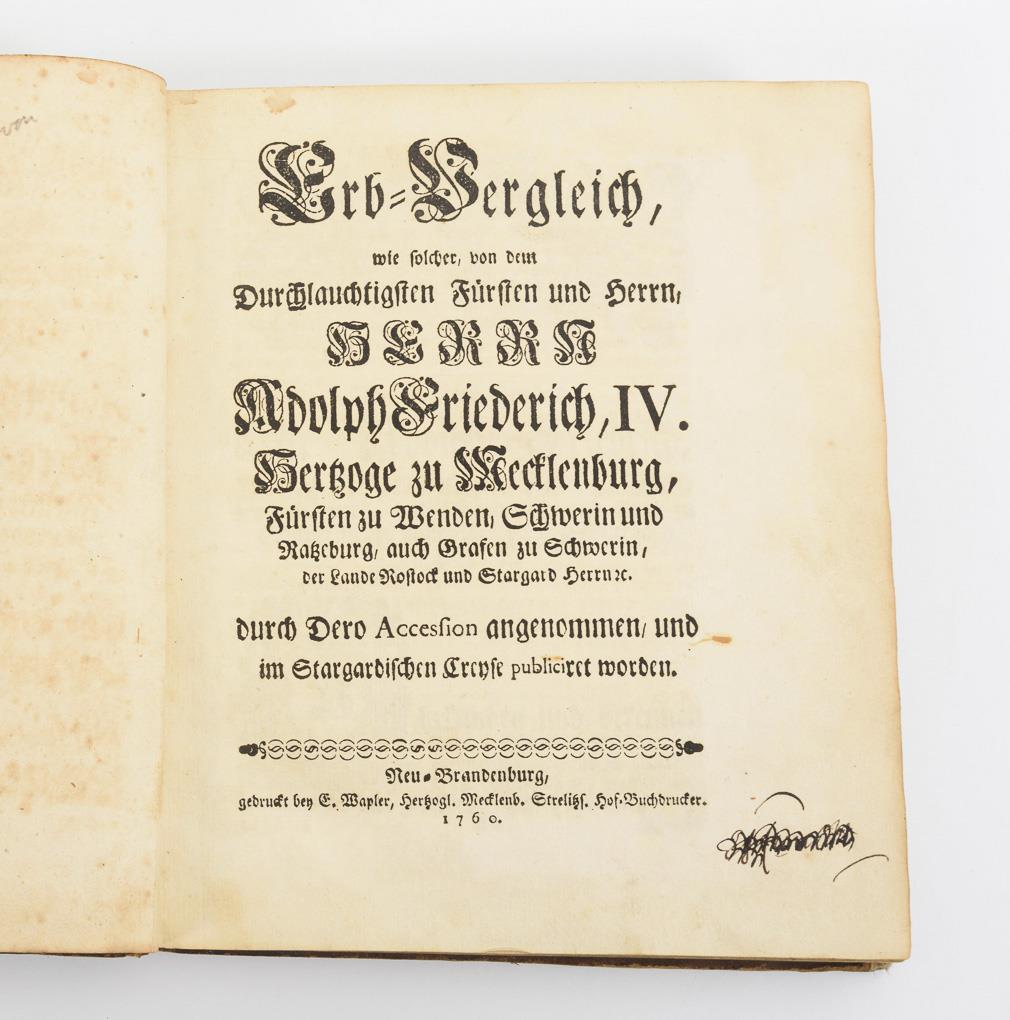 von
Erb-Vergleich,
wie solcher, von dem
Durchlauchtigsten Fürsten und Herrn,
HERRN
Adolph Friederich, IV.
Hertzoge zu Mecklenburg,
Fürsten zu Wenden, Schwerin und
Ratzeburg, auch Grafen zu Schwerin,
der Lande Rostock und Stargard Herrn ꝛc.
durch Dero Accession angenommen, und
im Stargardischen Creyse publiciret worden.
Neu-Brandenburg,
gedruckt bey E. Wapler, Hertzogl. Mecklenb. Strelitzs. Hof-Buchdrucker.
1760.